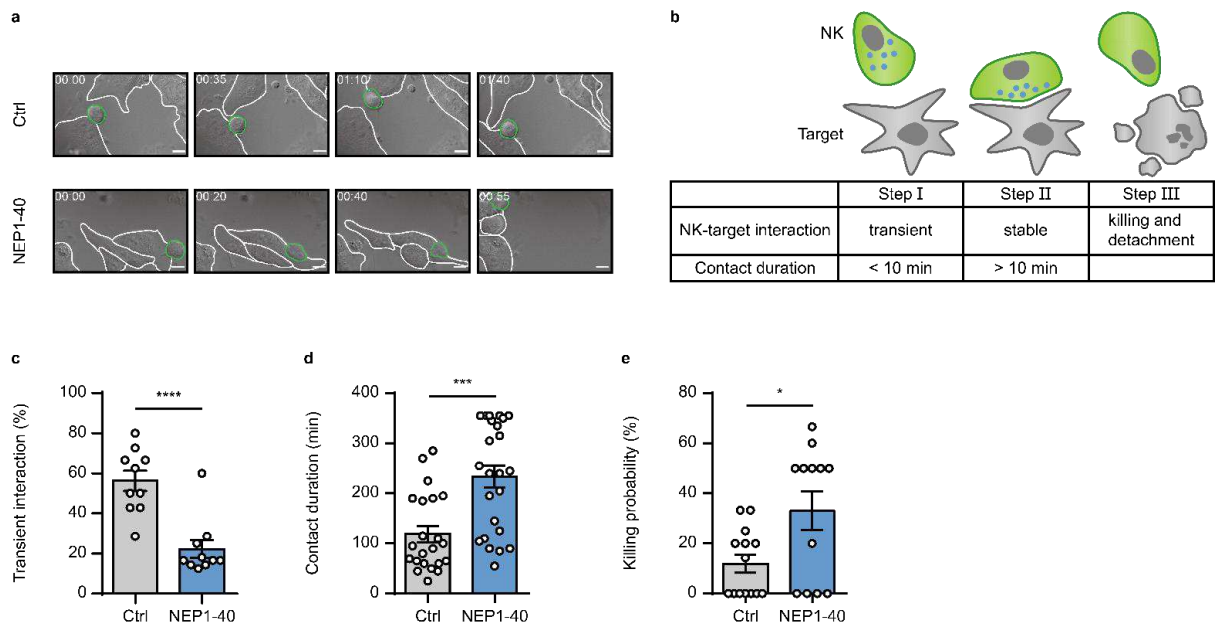 a
Ctrl
00:00
00:35
01:10
01:40
NEP1-40
00:00
00:20
00:40
00:55
b
NK
Target
Step I
Step II
Step III
NK-target interaction
transient
stable
killing and
detachment
Contact duration
< 10 min
> 10 min
c
Transient interaction (%)
100
80
60
40
20
0
****
Ctrl
NEP1-40
d
Contact duration (min)
400
300
200
100
0
***
Ctrl
NEP1-40
e
Killing probability (%)
80
60
40
20
0
*
Ctrl
NEP1-40